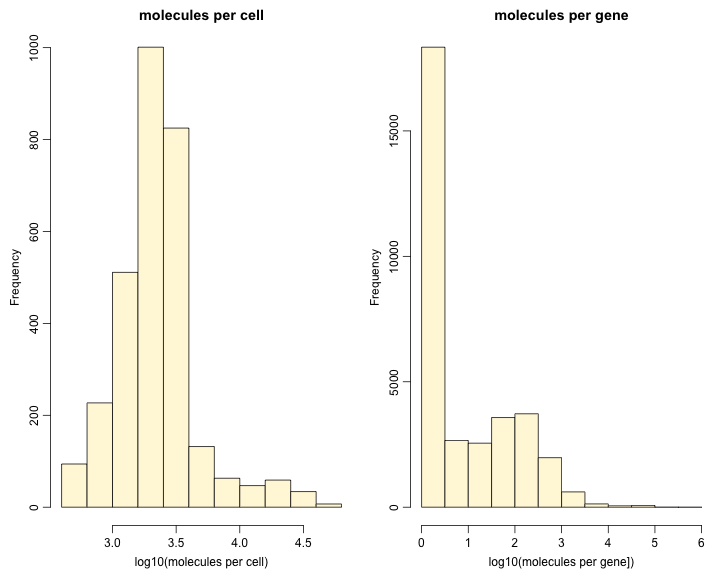 molecules per cell
Frequency
0
200
400
600
800
1000
3.0 3.5 4.0 4.5
log10(molecules per cell)
molecules per gene
Frequency
0
5000
10000
15000
0 1 2 3 4 5 6
log10(molecules per gene])